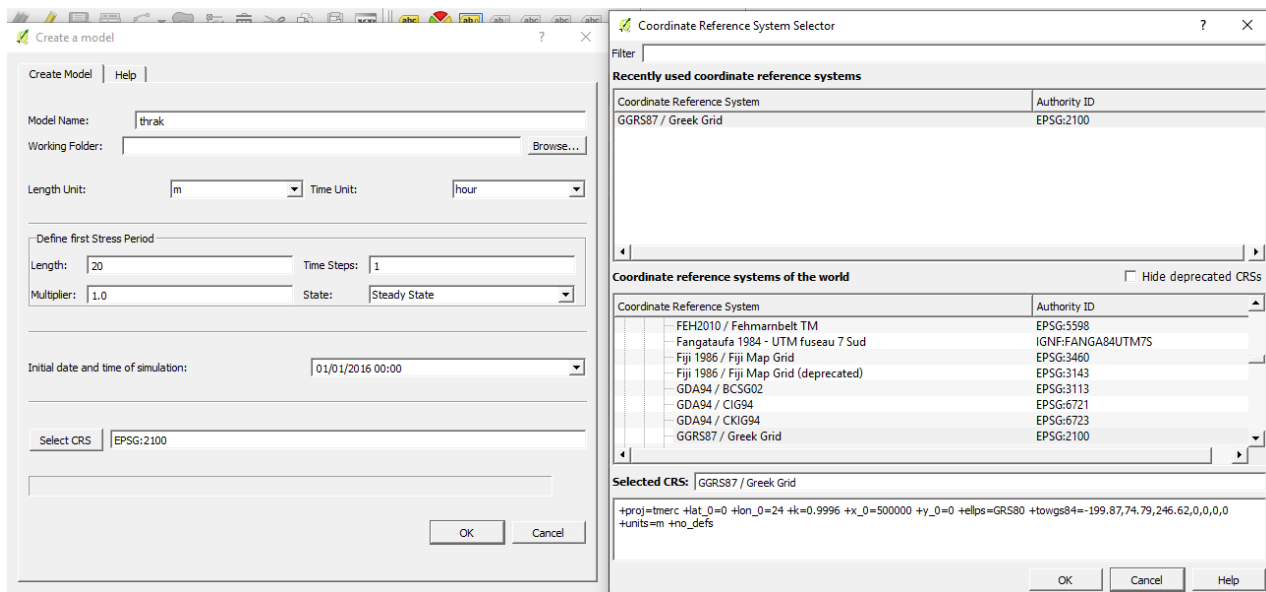 abc abc abc abc abc abc
Create a model ? ×
Create Model Help
Model Name: thrak
Working Folder: Browse...
Length Unit: m Time Unit: hour
Define first Stress Period
Length: 20 Time Steps: 1
Multiplier: 1.0 State: Steady State
Initial date and time of simulation: 01/01/2016 00:00
Select CRS EPSG:2100
OK Cancel
Coordinate Reference System Selector ? ×
Filter
Recently used coordinate reference systems
Coordinate Reference System Authority ID
GGRS87 / Greek Grid EPSG:2100
Coordinate reference systems of the world Hide deprecated CRSs
Coordinate Reference System Authority ID
FEH2010 / Fehmarnbelt TM EPSG:5598
Fangataufa 1984 - UTM fuseau 7 Sud IGNF:FANGA84UTM7S
Fiji 1986 / Fiji Map Grid EPSG:3460
Fiji 1986 / Fiji Map Grid (deprecated) EPSG:3143
GDA94 / BCSG02 EPSG:3113
GDA94 / CIG94 EPSG:6721
GDA94 / CKIG94 EPSG:6723
GGRS87 / Greek Grid EPSG:2100
Selected CRS: GGRS87 / Greek Grid
+proj=tmerc +lat_0=0 +lon_0=24 +k=0.9996 +x_0=500000 +y_0=0 +ellps=GRS80 +towgs84=-199.87,74.79,246.62,0,0,0,0
+units=m +no_defs
OK Cancel Help